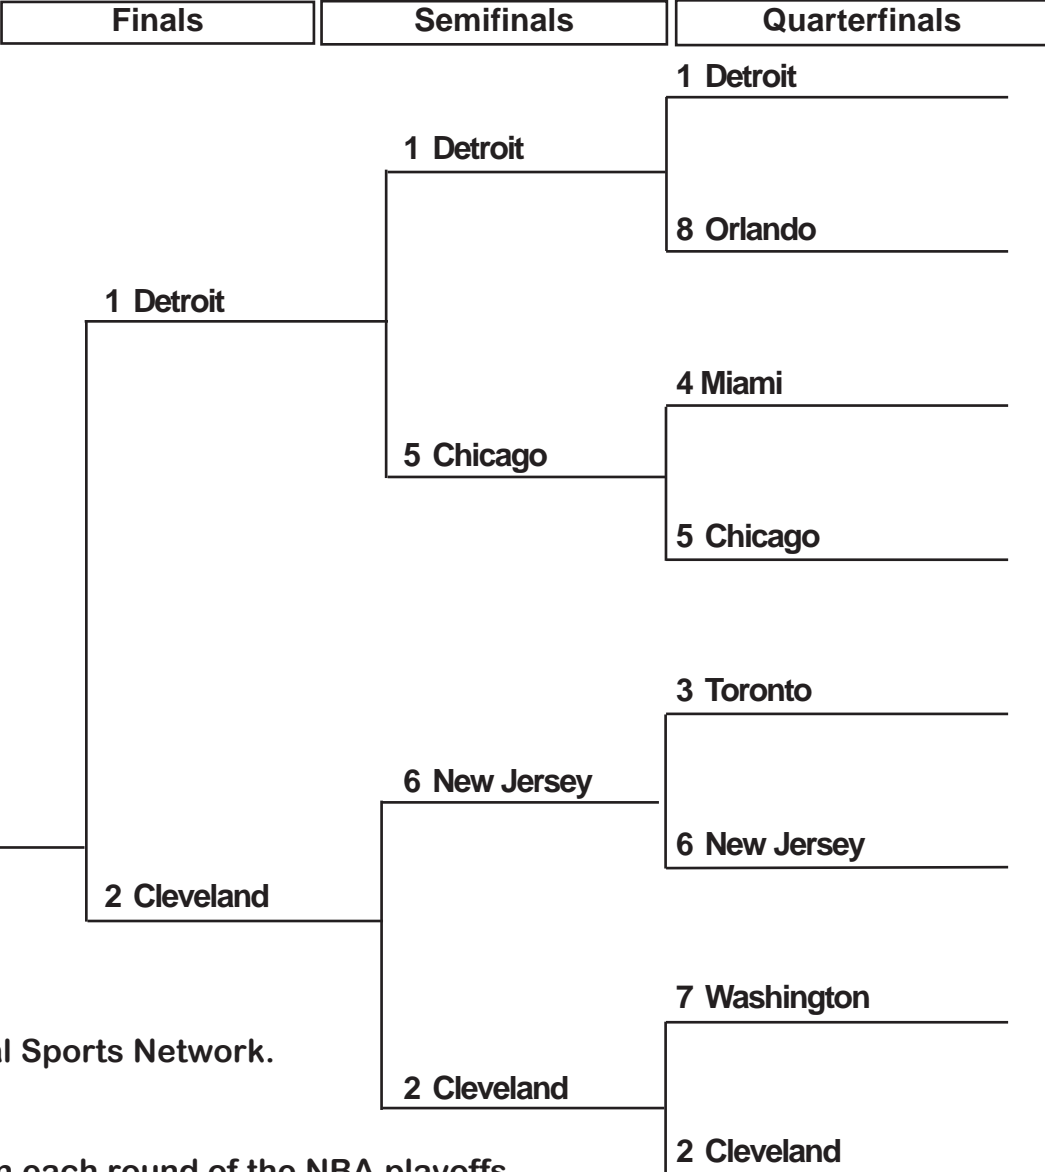 Finals Semifinals Quarterfinals
1 Detroit
1 Detroit
8 Orlando
1 Detroit
4 Miami
5 Chicago
5 Chicago
3 Toronto
6 New Jersey
6 New Jersey
2 Cleveland
7 Washington
Sports Network.
2 Cleveland
2 Cleveland
each round of the NBA playoffs